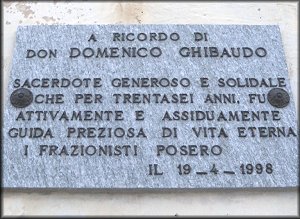 A RICORDO DI
DON DOMENICO GHIBAUDO
SACERDOTE GENEROSO E SOLIDALE
CHE PER TRENTASEI ANNI, FU
ATTIVAMENTE E ASSIDUAMENTE
GUIDA PREZIOSA DI VITA ETERNA
I FRAZIONISTI POSERO
IL 19-4-1998